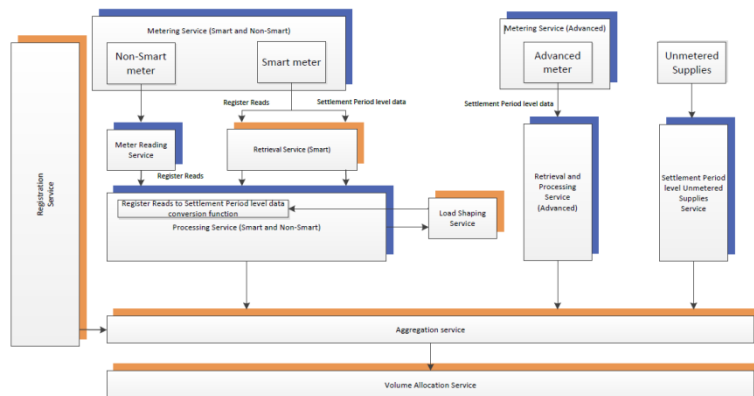 Metering Service (Smart and Non-Smart)
Non-Smart
meter
Smart meter
Metering Service (Advanced)
Advanced
meter
Unmetered
Supplies
Register Reads
Settlement Period level data
Settlement Period level data
Registration
Service
Meter Reading
Service
Retrieval Service (Smart)
Register Reads
Retrieval and
Processing
Service
(Advanced)
Settlement Period
level Unmetered
Supplies
Service
Register Reads to Settlement Period level data
conversion function
Processing Service (Smart and Non-Smart)
Load Shaping
Service
Aggregation service
Volume Allocation Service